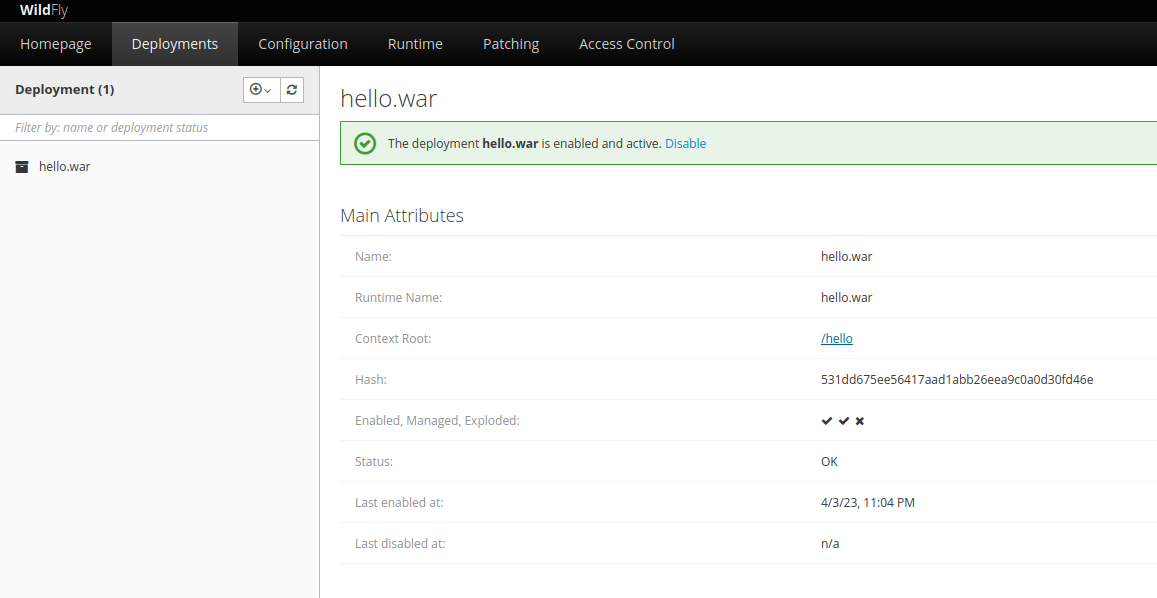 WildFly
Homepage Deployments Configuration Runtime Patching Access Control
Deployment (1)
Filter by: name or deployment status
hello.war
hello.war
The deployment hello.war is enabled and active. Disable
Main Attributes
Name: hello.war
Runtime Name: hello.war
Context Root: /hello
Hash: 531dd675ee56417aad1abb26eea9c0a0d30fd46e
Enabled, Managed, Exploded:
Status: OK
Last enabled at: 4/3/23, 11:04 PM
Last disabled at: n/a